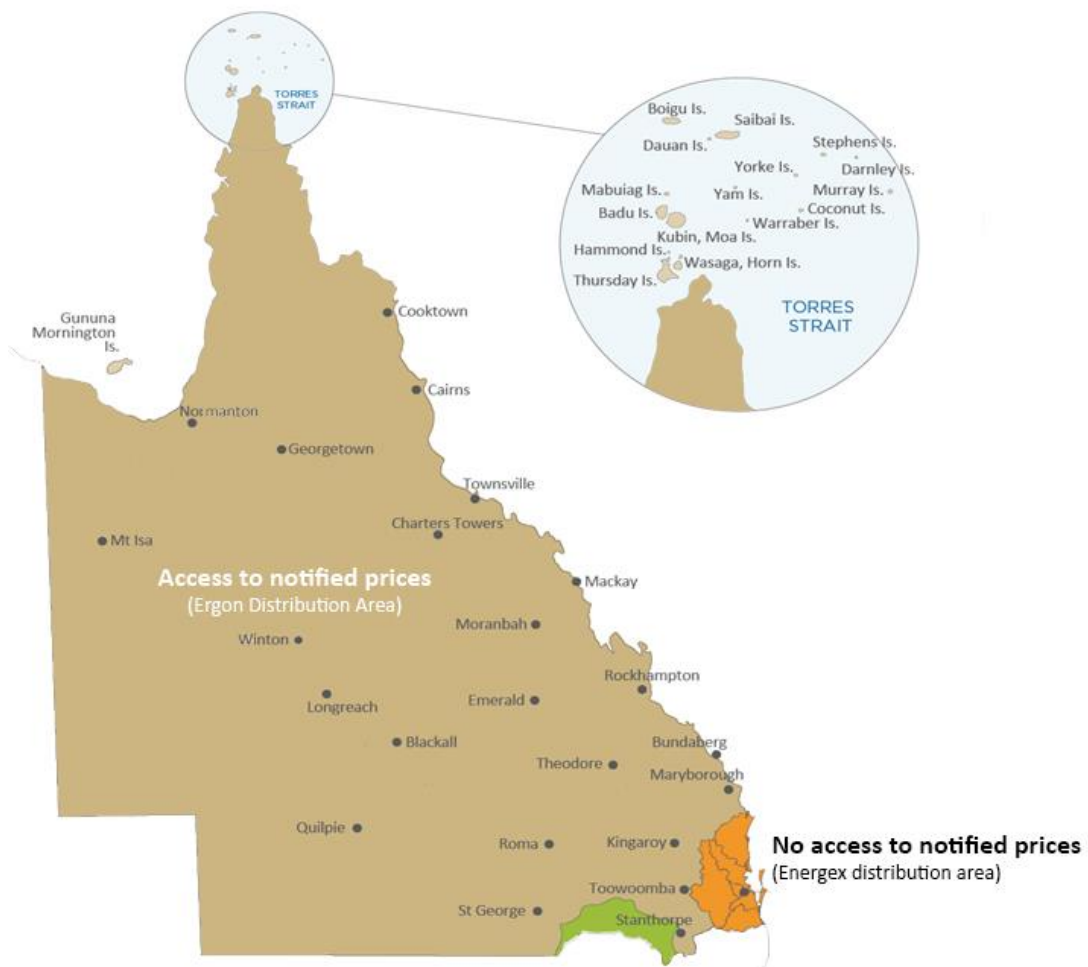 TORRES
STRAIT
Boigu Is.
Saibai Is.
Dauan Is.
Stephens Is.
Yorke Is.
Darnley Is.
Mabuiag Is.
Yam Is.
Murray Is.
Badu Is.
Coconut Is.
Warraber Is.
Kubin, Moa Is.
Hammond Is.
Wasaga, Horn Is.
Thursday Is.
TORRES
STRAIT
Gununa
Mornington
Is.
Cooktown
Cairns
Normanton
Georgetown
Townsville
Charters Towers
Mt Isa
Access to notified prices
(Ergon Distribution Area)
Mackay
Moranbah
Winton
Rockhampton
Longreach
Emerald
Blackall
Bundaberg
Theodore
Maryborough
Quilpie
Roma
Kingaroy
No access to notified prices
(Energex distribution area)
Toowoomba
St George
Stanthorpe